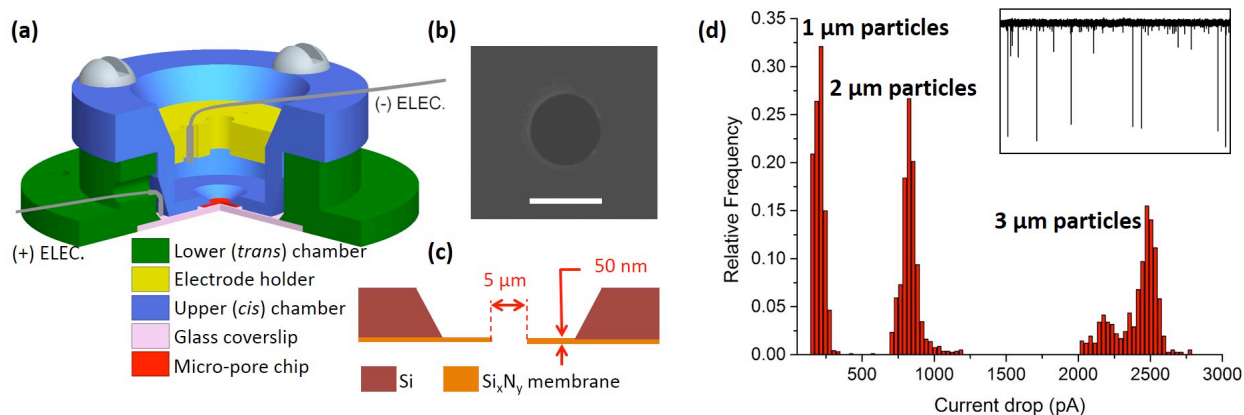 (a)
(-) ELEC.
(+) ELEC.
Lower (trans) chamber
Electrode holder
Upper (cis) chamber
Glass coverslip
Micro-pore chip
(b)
(c)
50 nm
5 µm
Si
SixNy membrane
(d)
1 µm particles
2 µm particles
3 µm particles
Relative Frequency
0.35
0.30
0.25
0.20
0.15
0.10
0.05
0.00
500
1000
1500
2000
2500
3000
Current drop (pA)